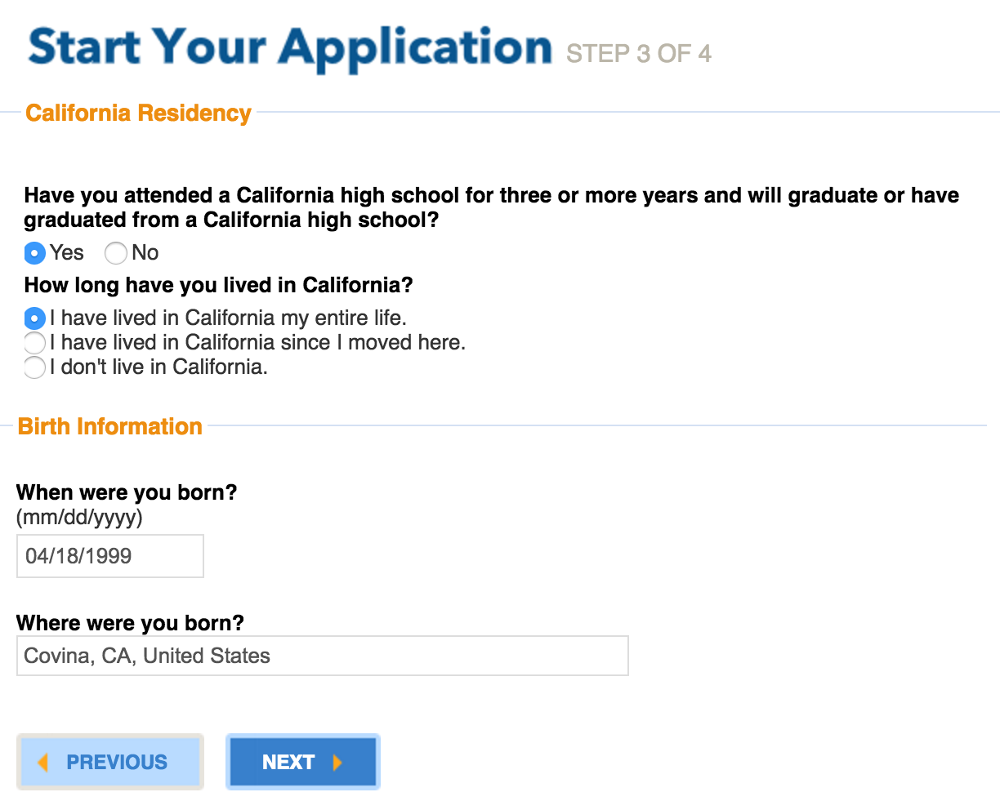 Start Your Application STEP 3 OF 4
California Residency
Have you attended a California high school for three or more years and will graduate or have
graduated from a California high school?
Yes No
How long have you lived in California?
I have lived in California my entire life.
I have lived in California since I moved here.
I don't live in California.
Birth Information
When were you born?
(mm/dd/yyyy)
04/18/1999
Where were you born?
Covina, CA, United States
PREVIOUS NEXT